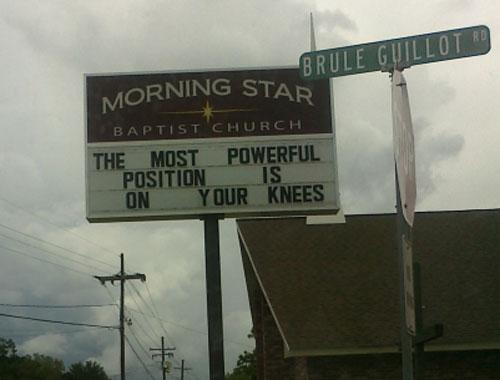 BRULE GUILLOT RD
MORNING STAR
BAPTIST CHURCH
THE MOST POWERFUL
POSITION IS
ON YOUR KNEES